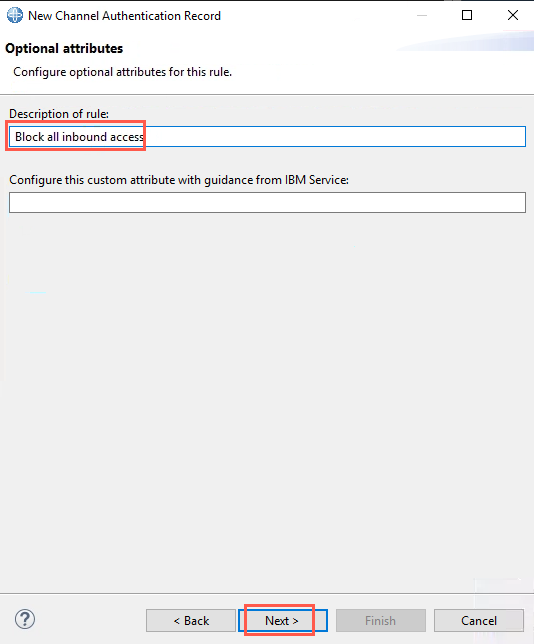 New Channel Authentication Record
Optional attributes
Configure optional attributes for this rule.
Description of rule:
Block all inbound access
Configure this custom attribute with guidance from IBM Service:
?
< Back
Next >
Finish
Cancel